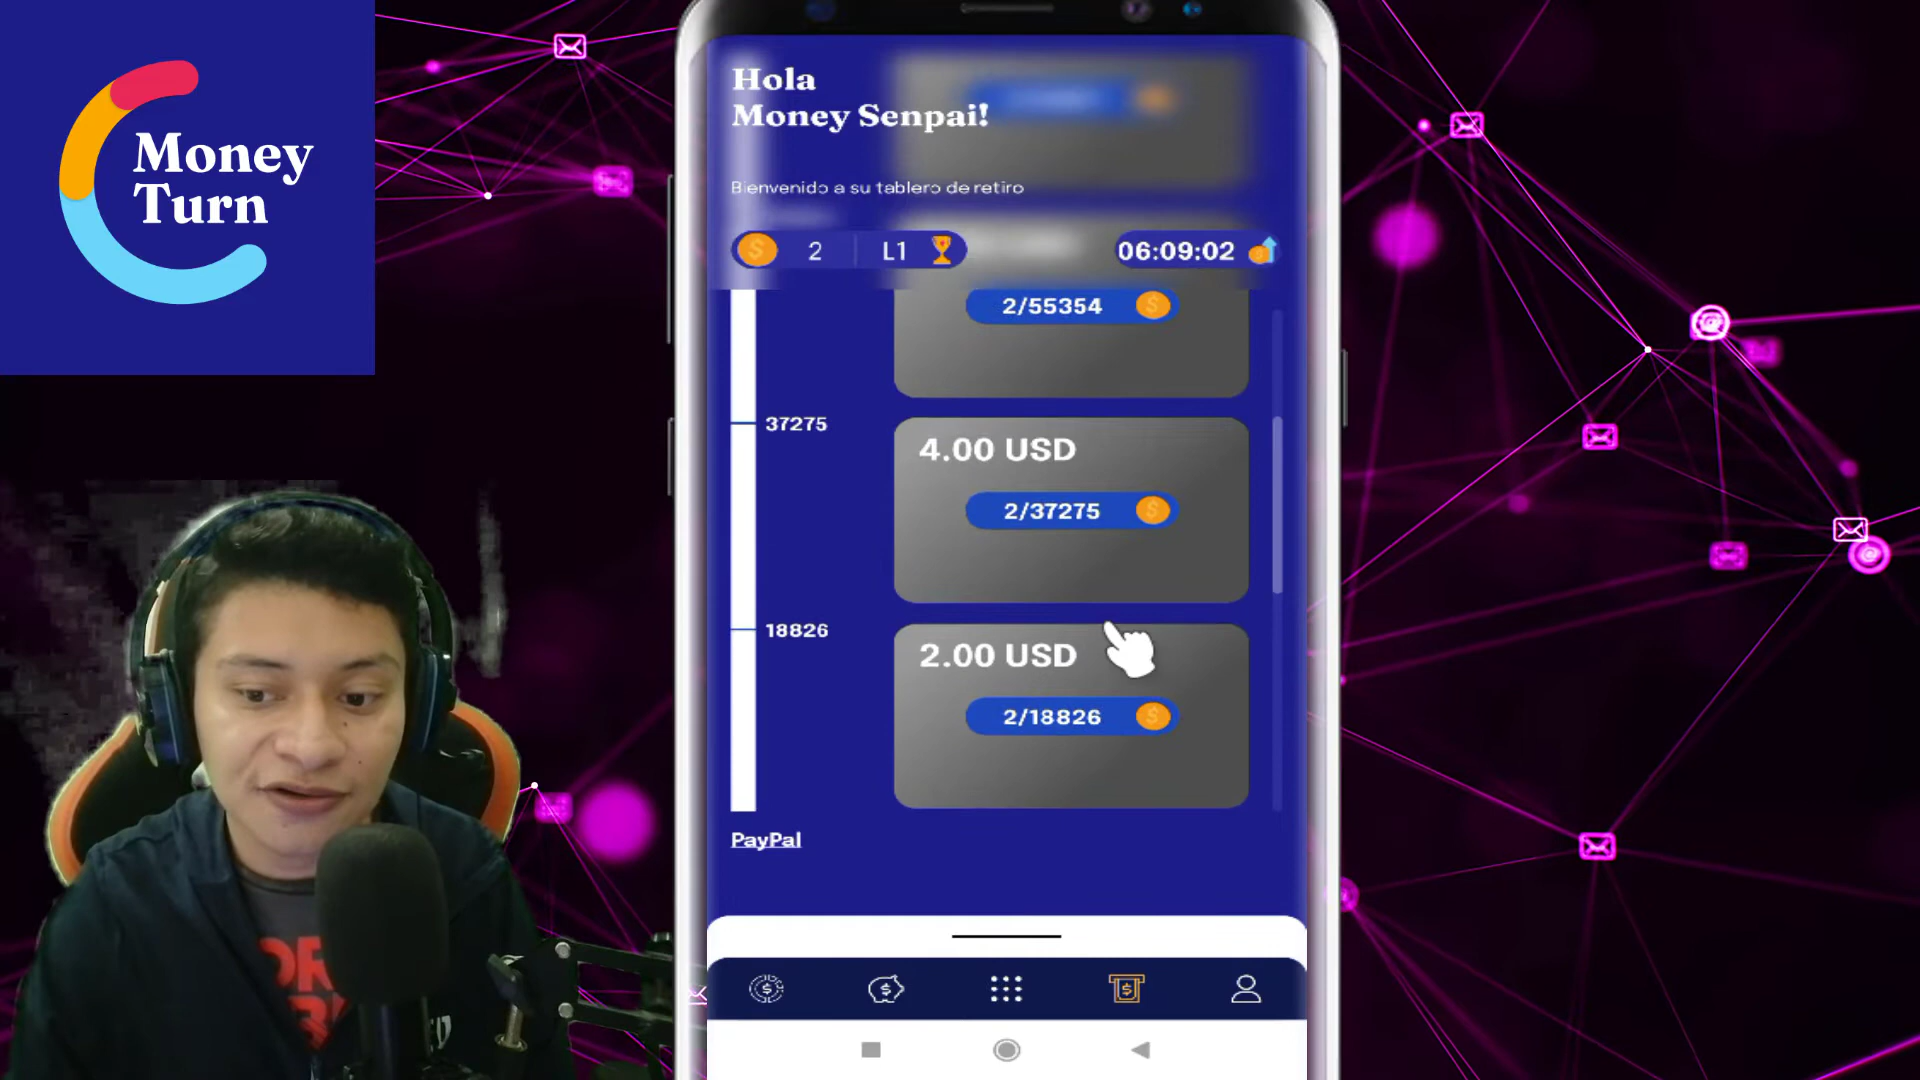 Money
Turn
Hola
Money Senpai!
Bienvenido a su tablero de retiro
2
L1
06:09:02
2/55354
37275
4.00 USD
2/37275
18826
2.00 USD
2/18826
PayPal